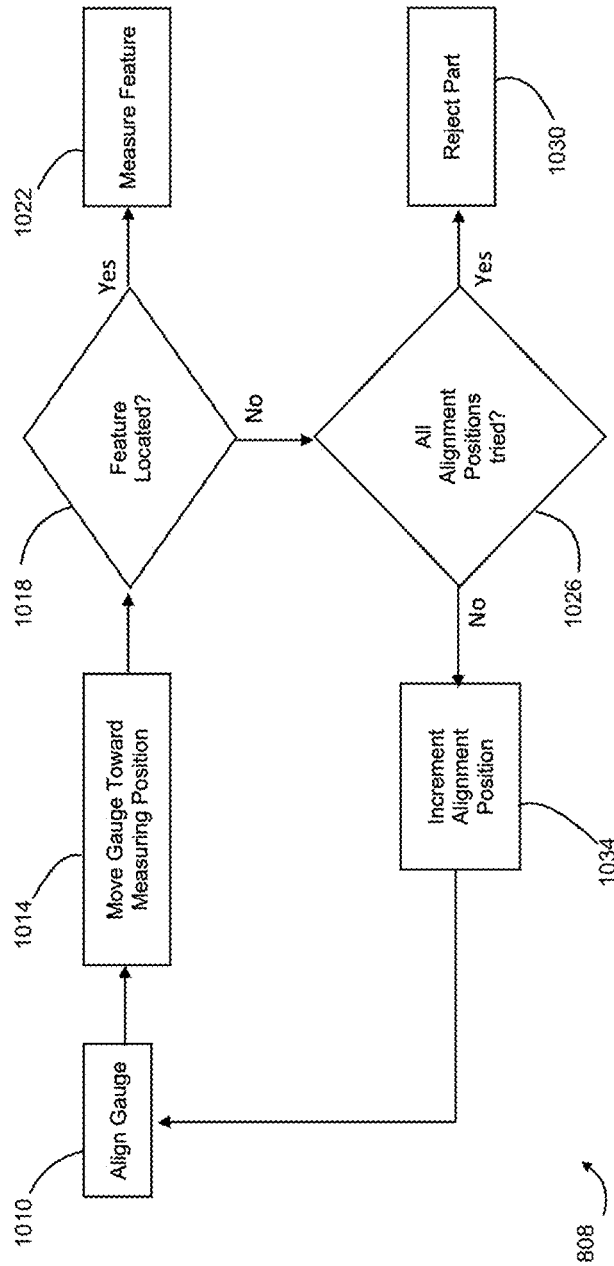 1010
Align Gauge
1014
Move Gauge Toward
Measuring Position
1018
Feature
Located?
Yes
1022
Measure Feature
No
All
Alignment
Positions
tried?
1026
Yes
Reject Part
1030
No
Increment
Alignment
Position
1034
808